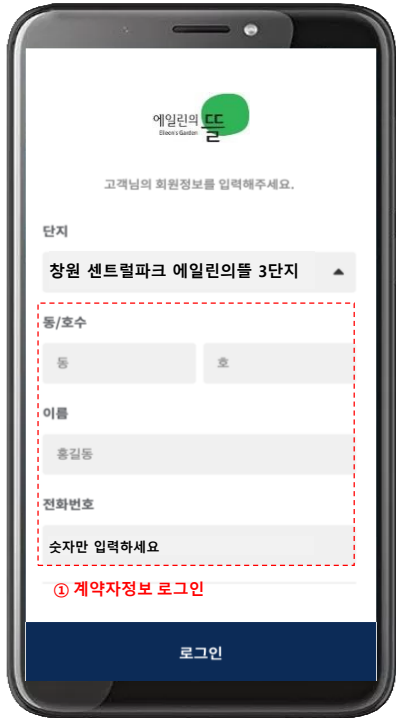 에일린의 뜰
Eileen's Garden
고객님의 회원정보를 입력해주세요.
단지
창원 센트럴파크 에일린의뜰 3단지
동/호수
동 호
이름
홍길동
전화번호
숫자만 입력하세요
① 계약자정보 로그인
로그인